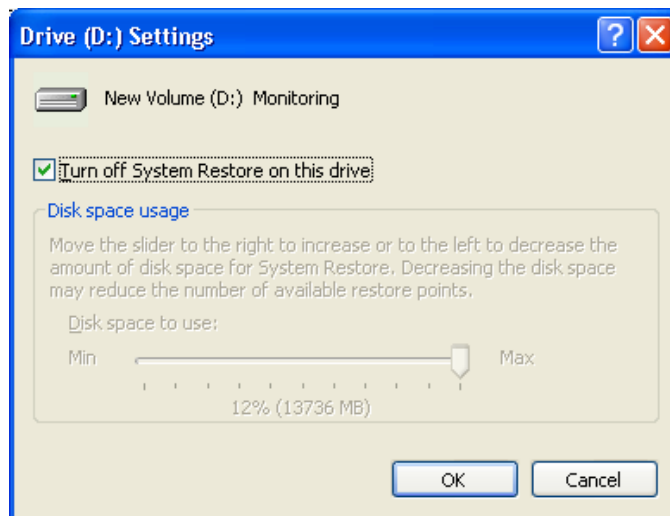 Drive (D:) Settings
New Volume (D:) Monitoring
Turn off System Restore on this drive
Disk space usage
Move the slider to the right to increase or to the left to decrease the
amount of disk space for System Restore. Decreasing the disk space
may reduce the number of available restore points.
Disk space to use:
Min Max
12% (13736 MB)
OK Cancel